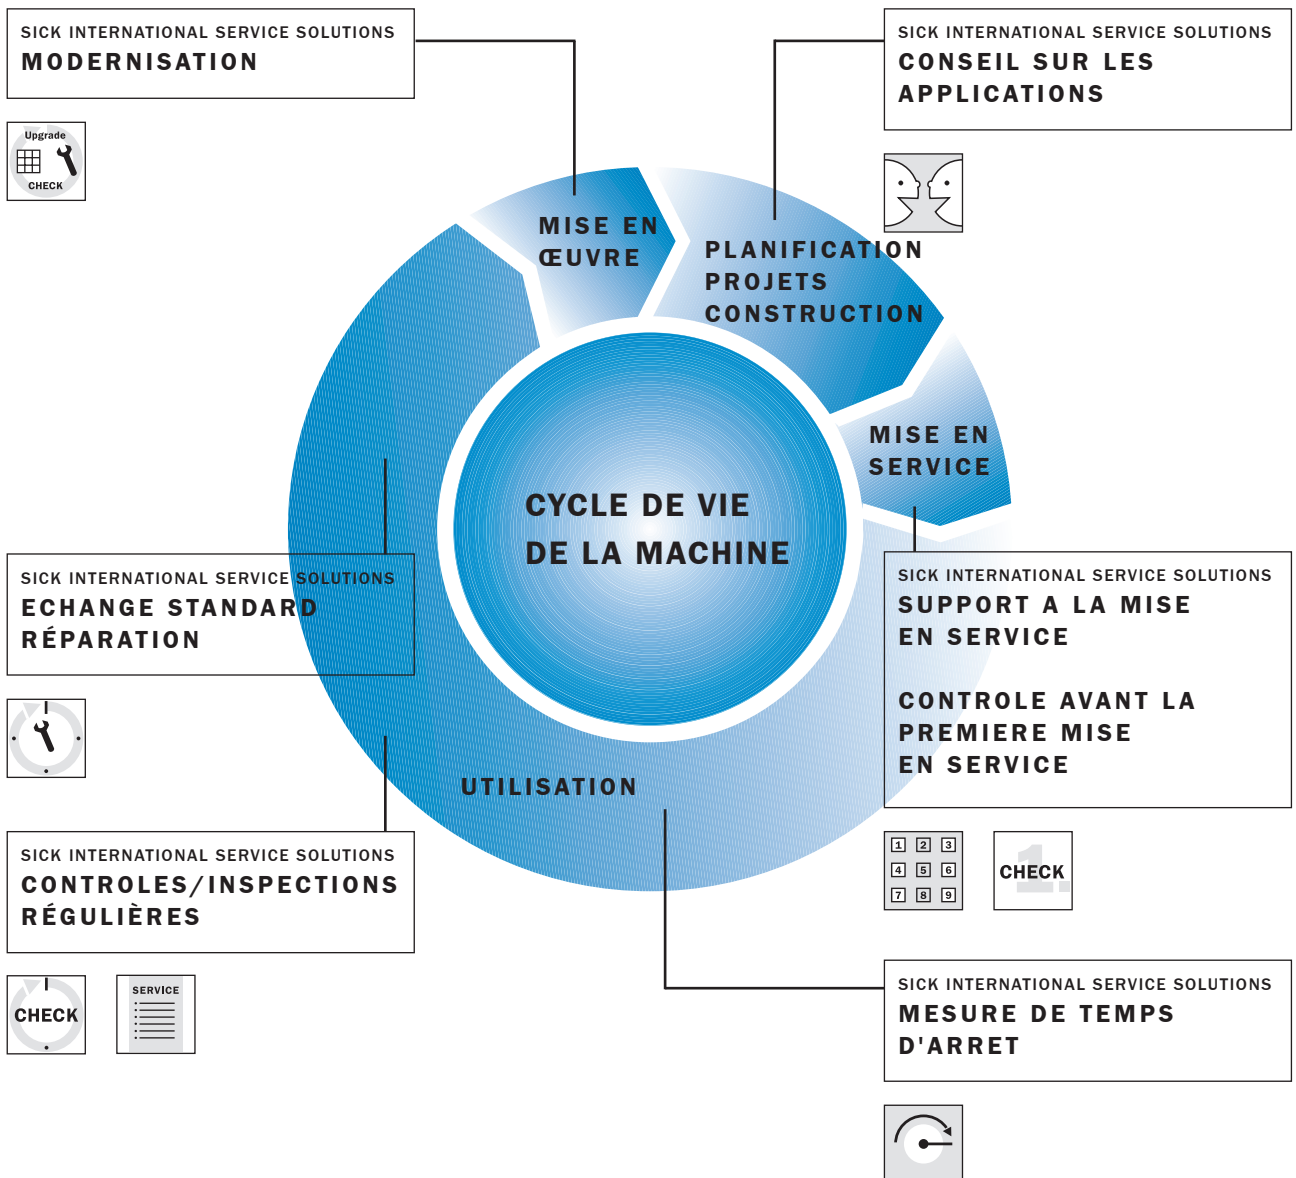 SICK INTERNATIONAL SERVICE SOLUTIONS
MODERNISATION
Upgrade
CHECK
SICK INTERNATIONAL SERVICE SOLUTIONS
CONSEIL SUR LES
APPLICATIONS
MISE EN
ŒUVRE
PLANIFICATION
PROJETS
CONSTRUCTION
MISE EN
SERVICE
CYCLE DE VIE
DE LA MACHINE
UTILISATION
SICK INTERNATIONAL SERVICE SOLUTIONS
ECHANGE STANDARD
RÉPARATION
SICK INTERNATIONAL SERVICE SOLUTIONS
CONTROLES/INSPECTIONS
RÉGULIÈRES
CHECK
SERVICE
SICK INTERNATIONAL SERVICE SOLUTIONS
SUPPORT A LA MISE
EN SERVICE
CONTROLE AVANT LA
PREMIERE MISE
EN SERVICE
1 2 3
4 5 6
7 8 9
1.
CHECK
SICK INTERNATIONAL SERVICE SOLUTIONS
MESURE DE TEMPS
D'ARRET